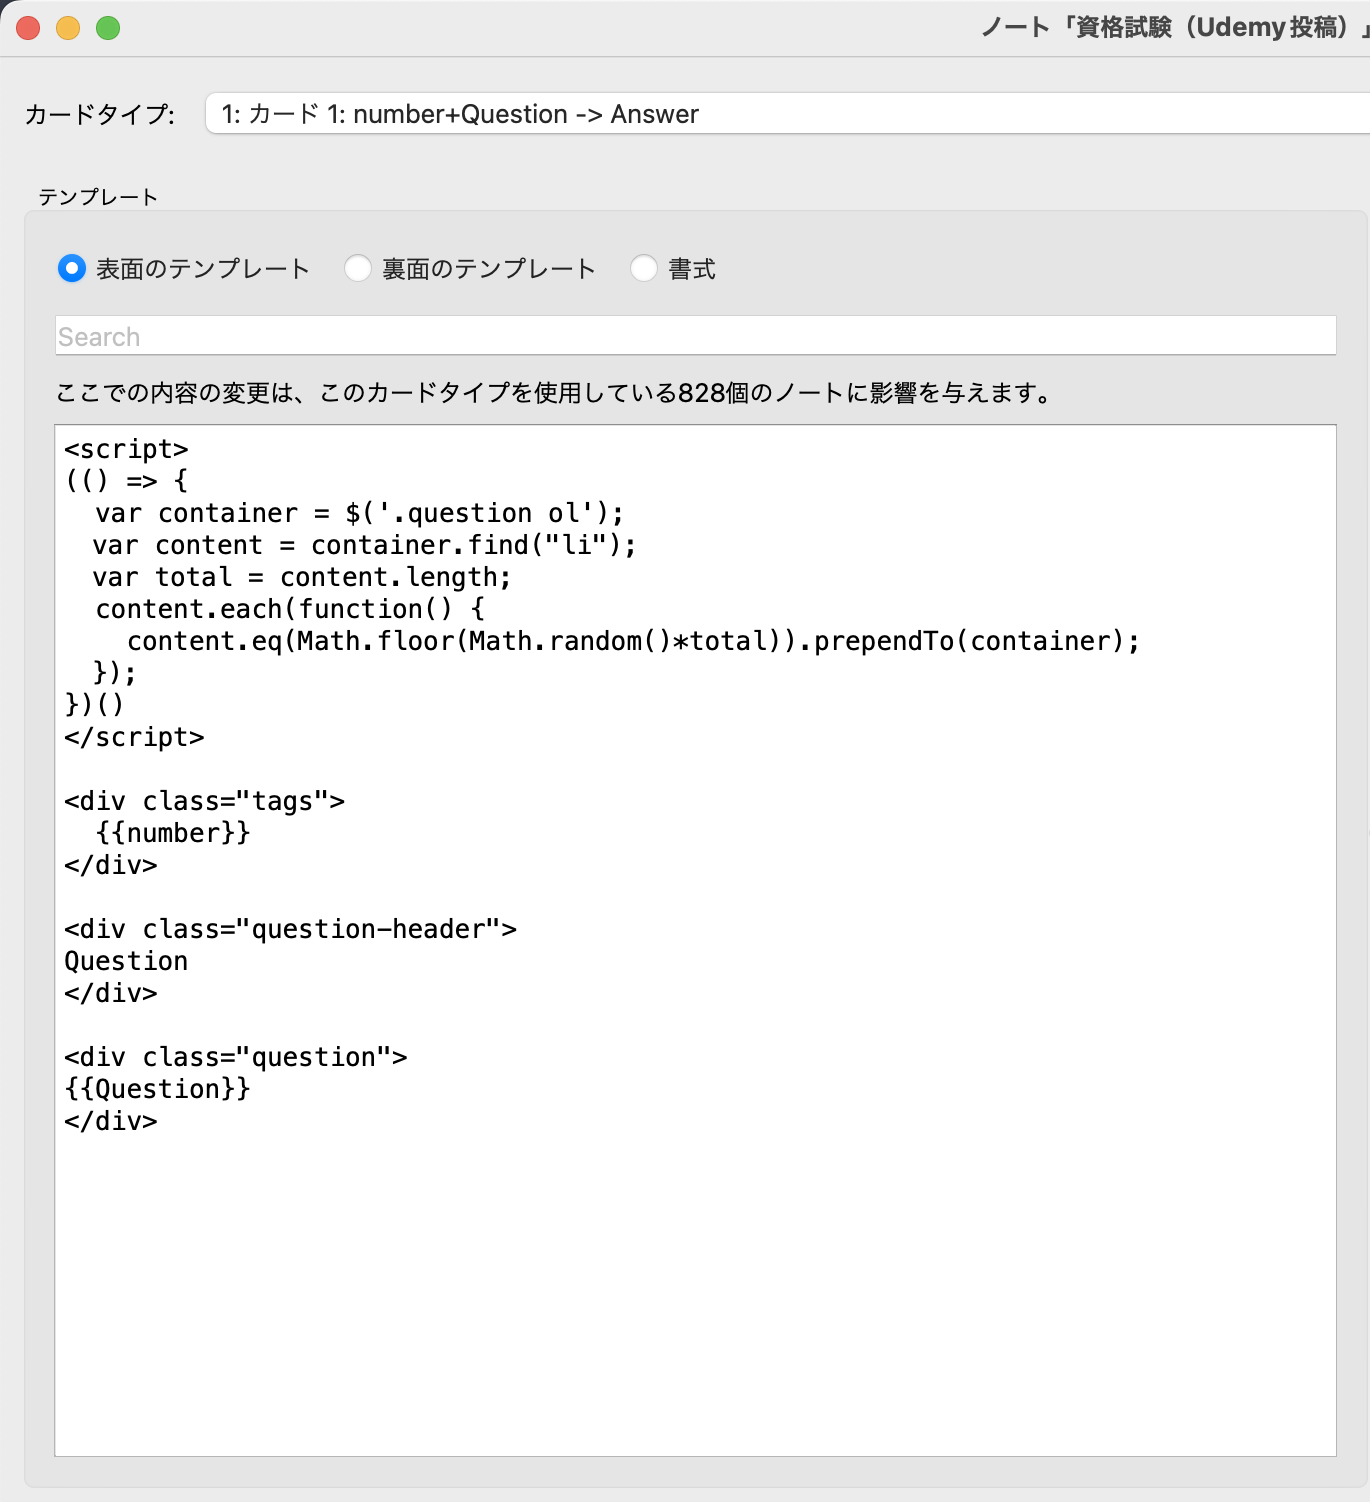 ノート「資格試験（Udemy投稿）」
カードタイプ:
1: カード 1: number+Question -> Answer
テンプレート
表面のテンプレート 裏面のテンプレート 書式
Search
ここでの内容の変更は、このカードタイプを使用している828個のノートに影響を与えます。
<script>
(() => {
  var container = $('.question ol');
  var content = container.find("li");
  var total = content.length;
  content.each(function() {
    content.eq(Math.floor(Math.random()*total)).prependTo(container);
  });
})()
</script>
<div class="tags">
  {{number}}
</div>
<div class="question-header">
Question
</div>
<div class="question">
{{Question}}
</div>